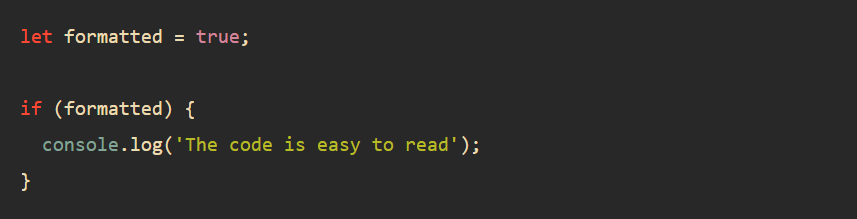 let formatted = true;
if (formatted) {
  console.log('The code is easy to read');
}